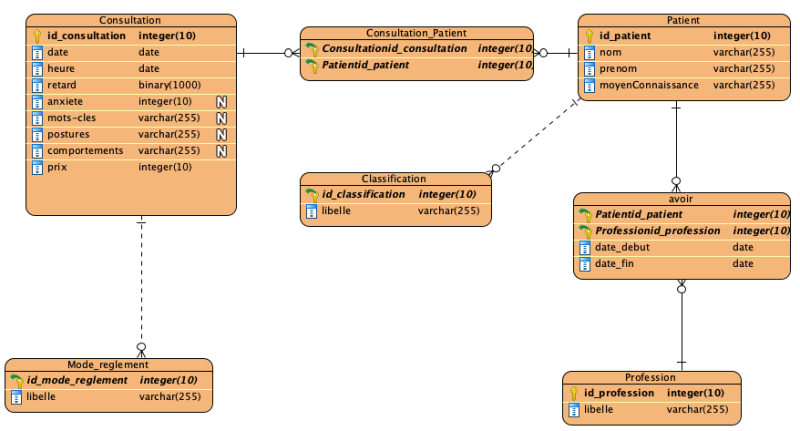 Consultation
id_consultation integer(10)
date date
heure date
retard binary(1000)
anxiete integer(10) N
mots-cles varchar(255) N
postures varchar(255) N
comportements varchar(255) N
prix integer(10)
Consultation_Patient
Consultationid_consultation integer(10)
Patientid_patient integer(10)
Patient
id_patient integer(10)
nom varchar(255)
prenom varchar(255)
moyenConnaissance varchar(255)
Classification
id_classification integer(10)
libelle varchar(255)
avoir
Patientid_patient integer(10)
Professionid_profession integer(10)
date_debut date
date_fin date
Mode_reglement
id_mode_reglement integer(10)
libelle varchar(255)
Profession
id_profession integer(10)
libelle varchar(255)